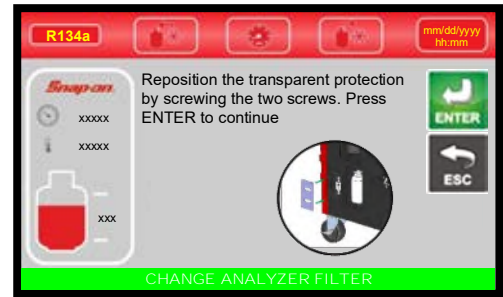 R134a
mm/dd/yyyy
hh:mm
Snap-on
xxxxx
xxxxx
xxx
Reposition the transparent protection
by screwing the two screws. Press
ENTER to continue
ENTER
ESC
CHANGE ANALYZER FILTER